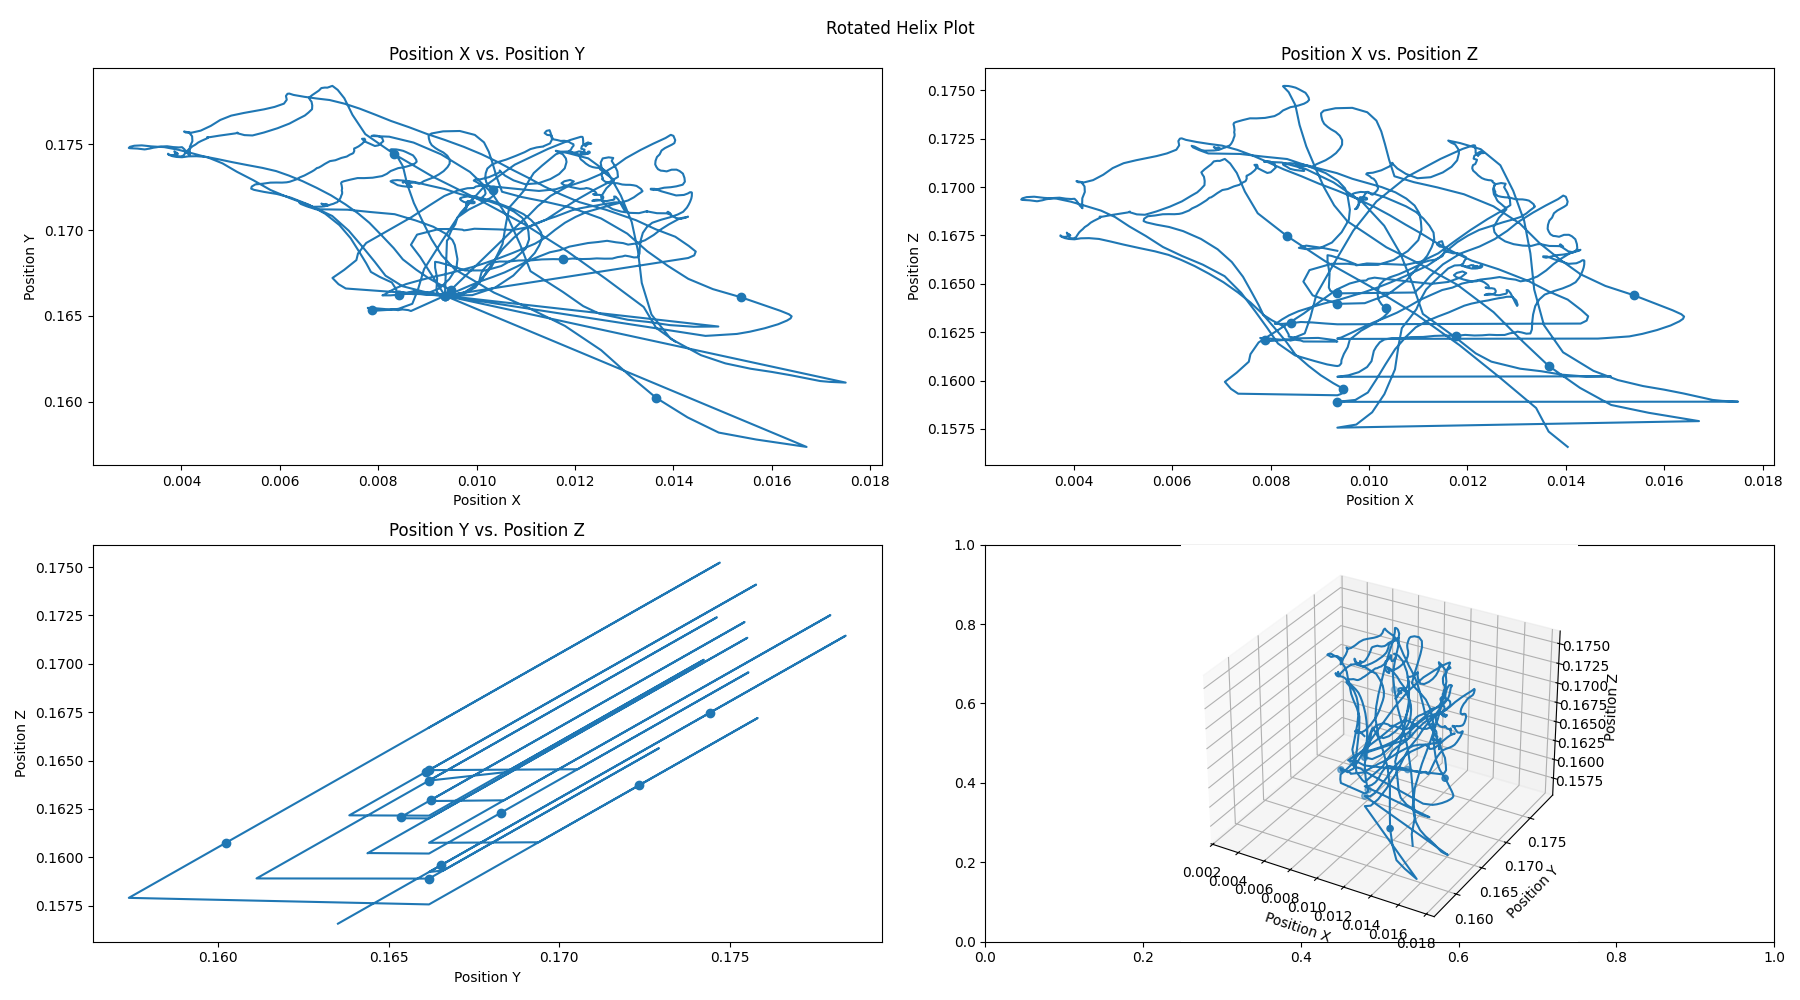 Rotated Helix Plot
Position X vs. Position Y
0.175
0.170
0.165
0.160
Position Y
0.004 0.006 0.008 0.010 0.012 0.014 0.016 0.018
Position X
Position X vs. Position Z
0.1750
0.1725
0.1700
0.1675
0.1650
0.1625
0.1600
0.1575
Position Z
0.004 0.006 0.008 0.010 0.012 0.014 0.016 0.018
Position X
Position Y vs. Position Z
0.1750
0.1725
0.1700
0.1675
0.1650
0.1625
0.1600
0.1575
Position Z
0.160 0.165 0.170 0.175
Position Y
1.0
0.8
0.6
0.4
0.2
0.0
0.0 0.2 0.4 0.6 0.8 1.0
0.1750
0.1725
0.1700
0.1675
0.1650
0.1625
0.1600
0.1575
Position Z
0.175
0.170
0.165
0.160
Position Y
0.002
0.004
0.006
0.008
0.010
0.012
0.014
0.016
0.018
Position X